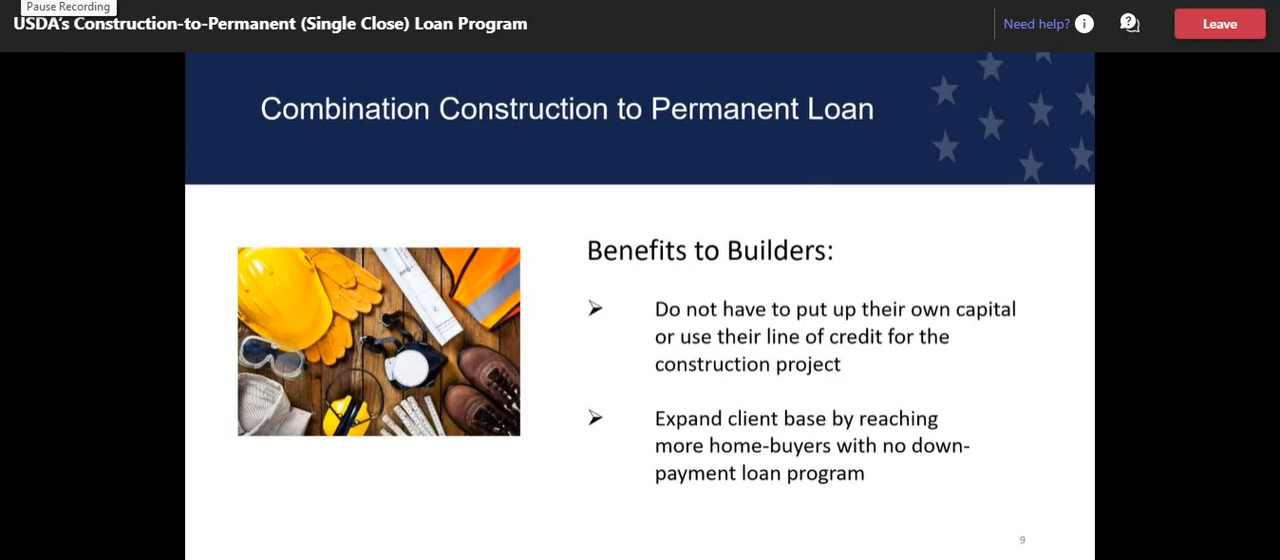 Pause Recording
USDA's Construction-to-Permanent (Single Close) Loan Program
Need help?
Leave
Combination Construction to Permanent Loan
Benefits to Builders:
Do not have to put up their own capital
or use their line of credit for the
construction project
Expand client base by reaching
more home-buyers with no down-
payment loan program
9